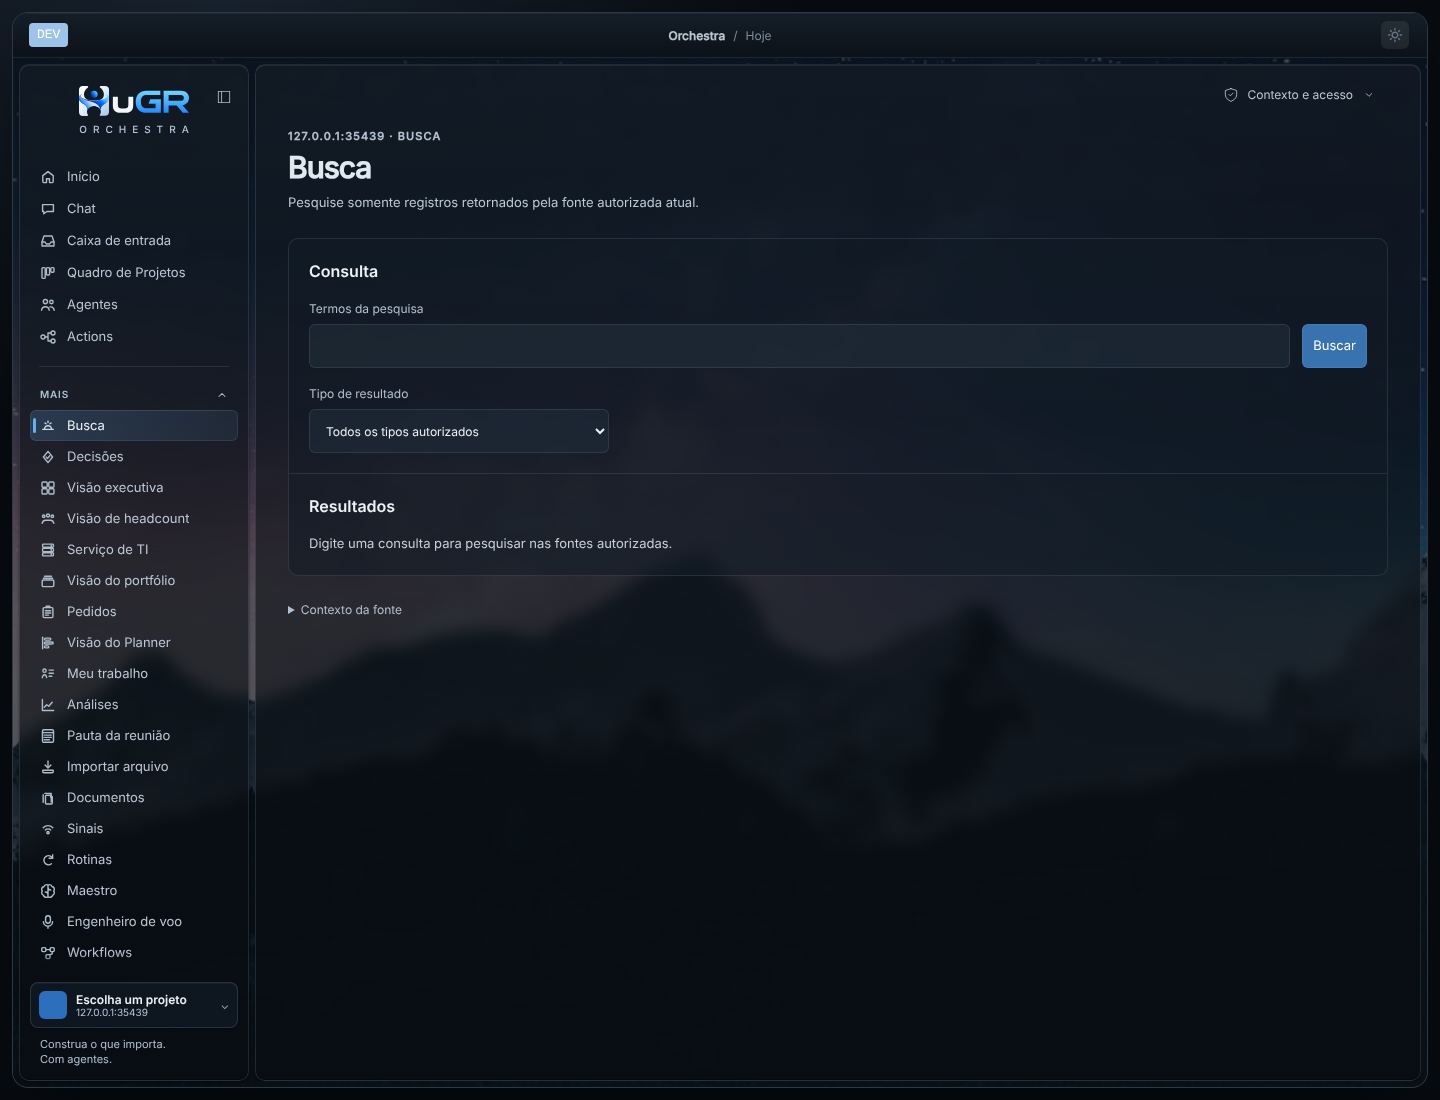 DEV
Orchestra / Hoje
HuGR
ORCHESTRA
Contexto e acesso
Início
Chat
Caixa de entrada
Quadro de Projetos
Agentes
Actions
MAIS
Busca
Decisões
Visão executiva
Visão de headcount
Serviço de TI
Visão do portfólio
Pedidos
Visão do Planner
Meu trabalho
Análises
Pauta da reunião
Importar arquivo
Documentos
Sinais
Rotinas
Maestro
Engenheiro de voo
Workflows
Escolha um projeto
127.0.0.1:35439
Construa o que importa.
Com agentes.
127.0.0.1:35439 · BUSCA
Busca
Pesquise somente registros retornados pela fonte autorizada atual.
Consulta
Termos da pesquisa
Buscar
Tipo de resultado
Todos os tipos autorizados
Resultados
Digite uma consulta para pesquisar nas fontes autorizadas.
Contexto da fonte